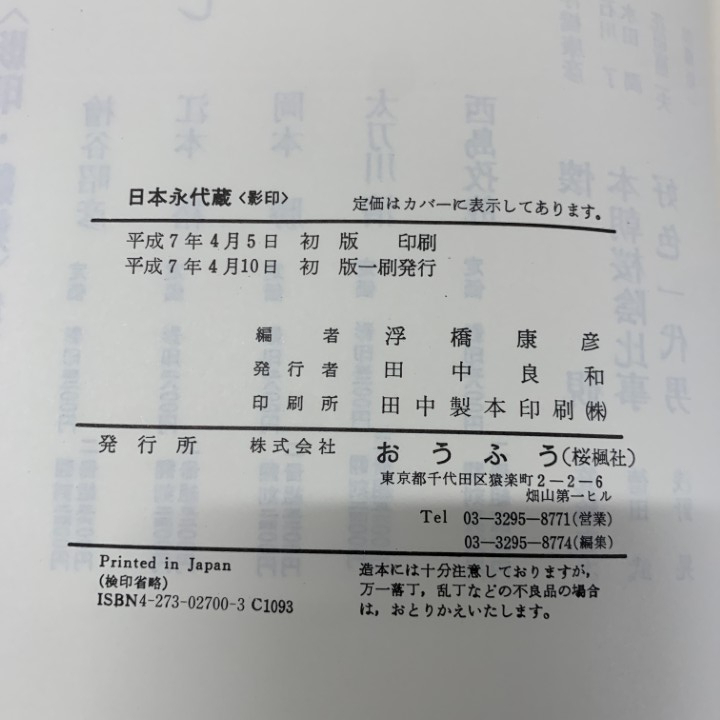 日本永代蔵〈影印〉 定価はカバーに表示してあります。
平成7年4月5日 初 版 印刷
平成7年4月10日 初 版一刷発行
編 者 浮 橋 康 彦
発 行 者 田 中 良 和
印 刷 所 田中製本印刷㈱
発 行 所 株式会社 おうふう(桜楓社)
東京都千代田区猿楽町2－2－6
畑山第一ヒル
Tel 03—3295—8771(営業)
03—3295—8774(編集)
Printed in Japan
(検印省略)
ISBN4-273-02700-3 C1093
造本には十分注意しておりますが,
万一落丁, 乱丁などの不良品の場合
は, おとりかえいたします。